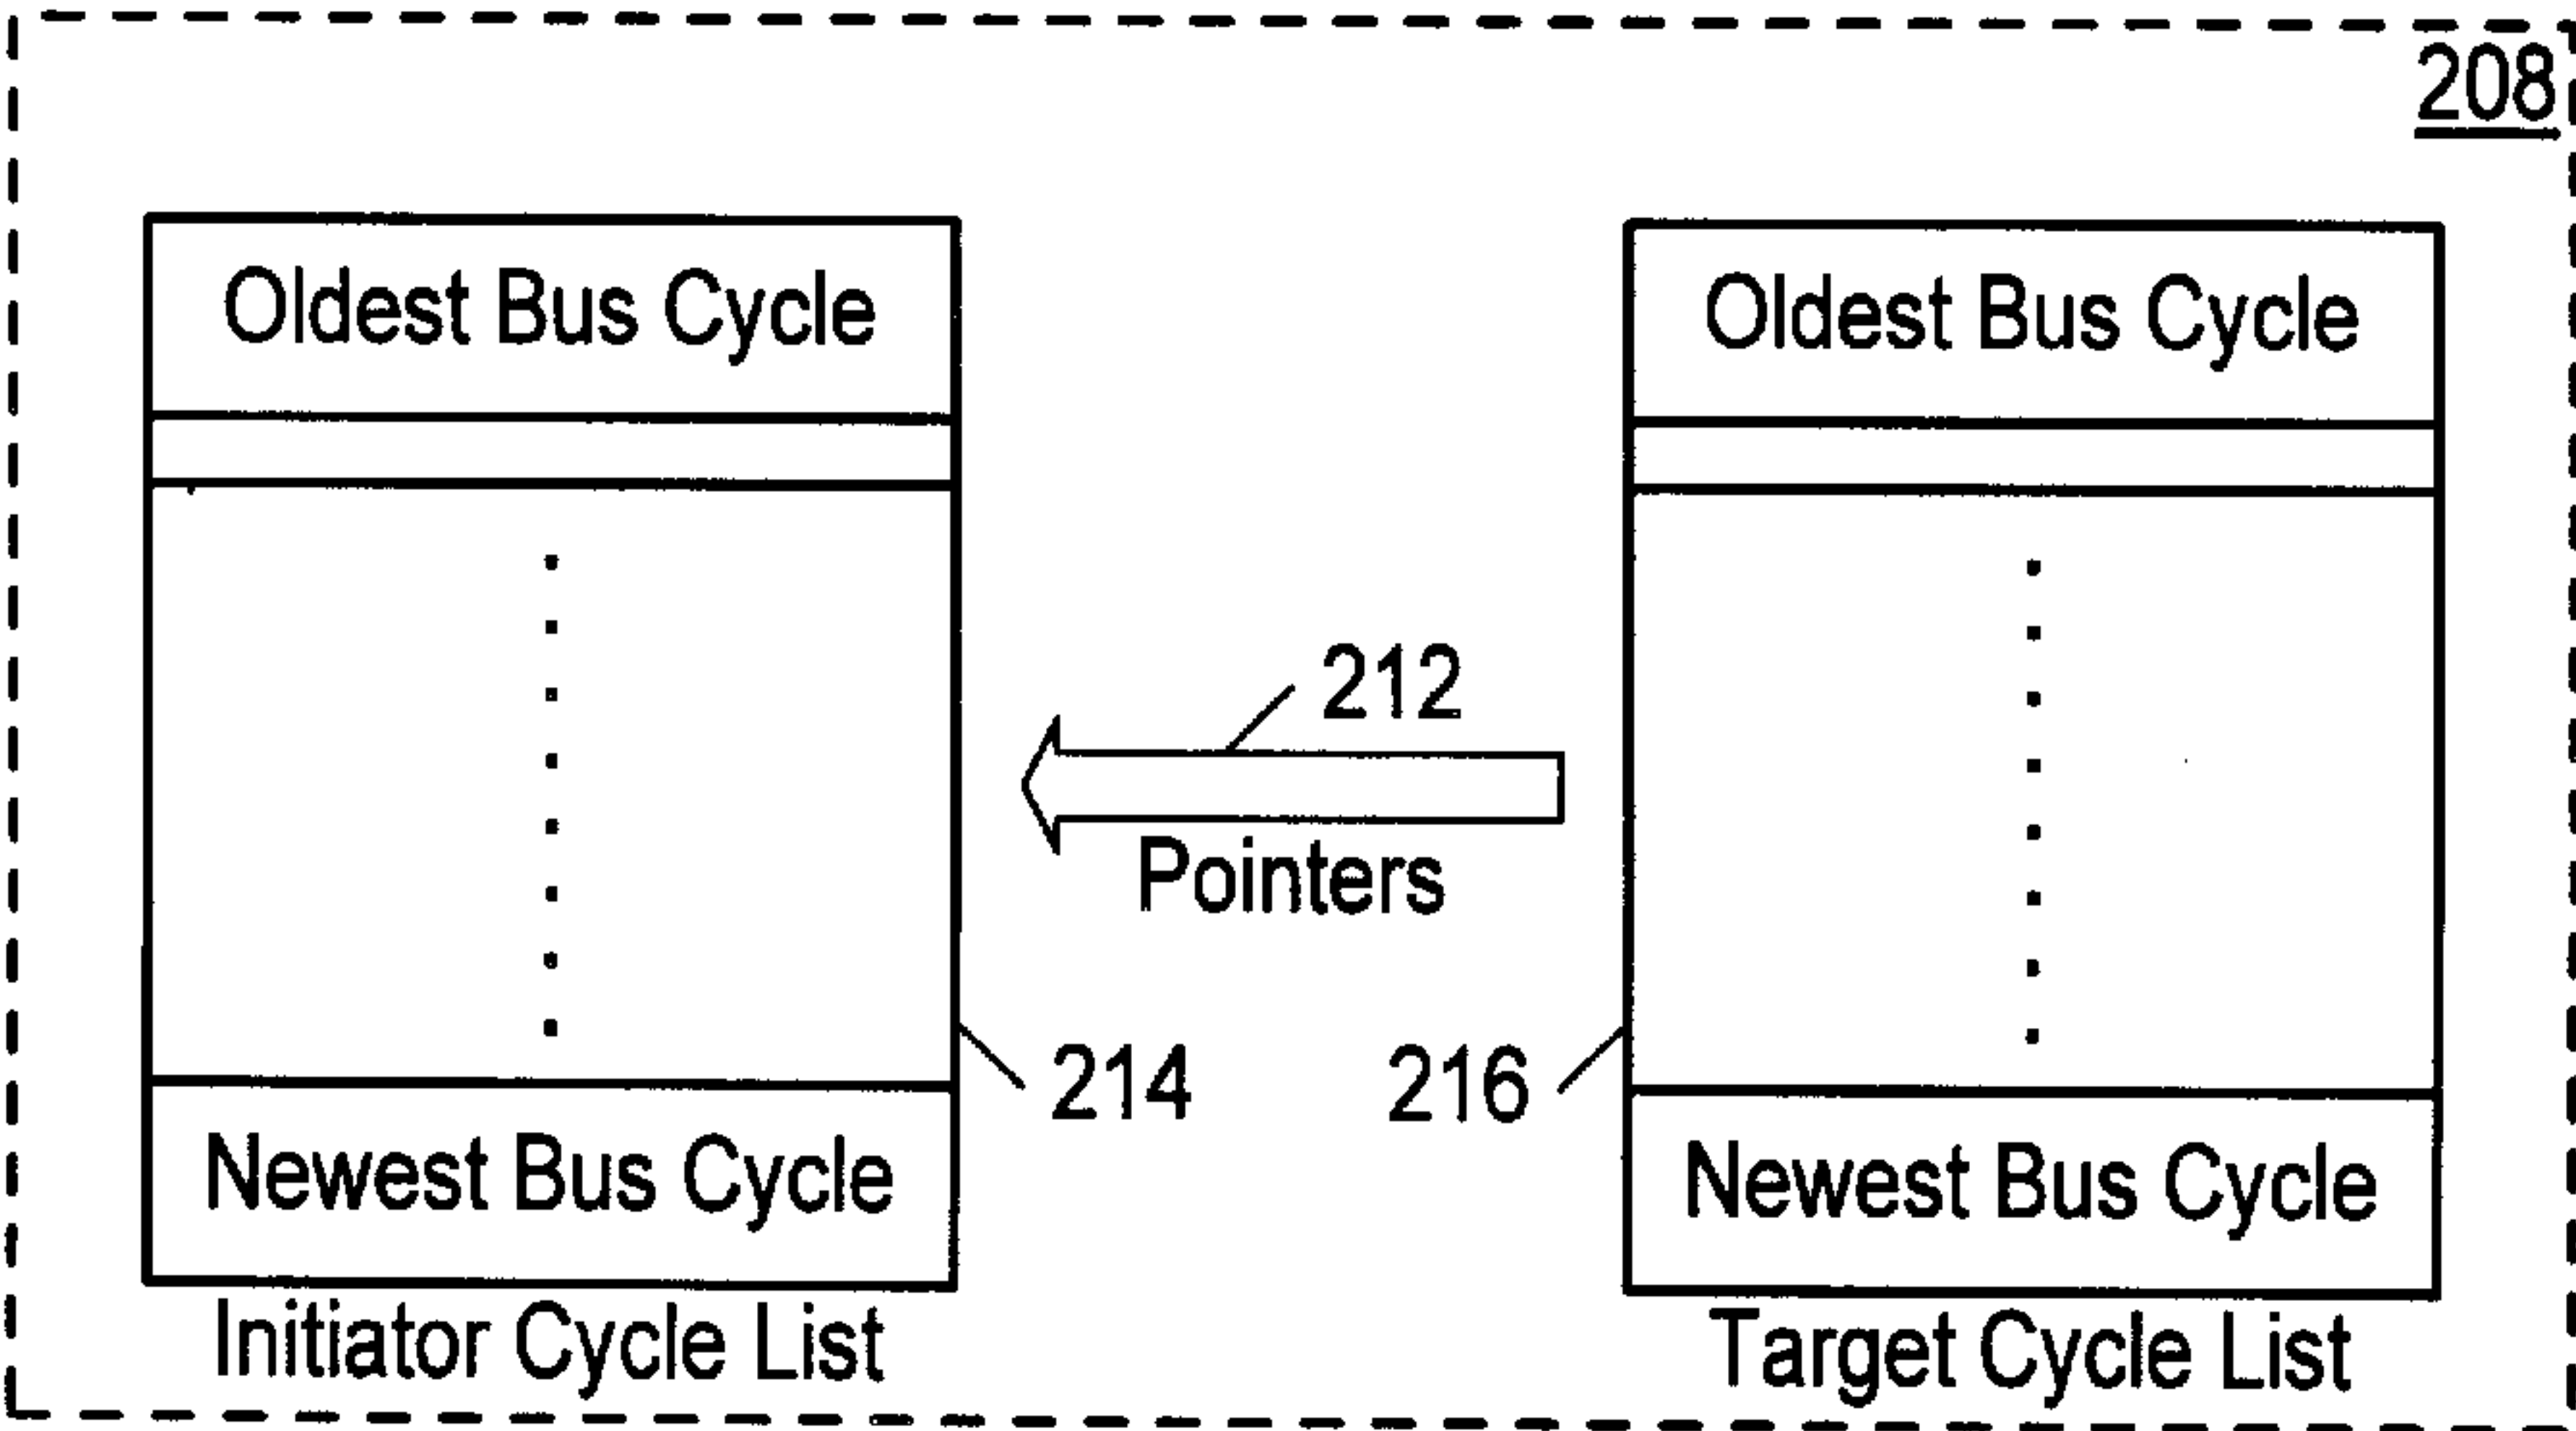 208
Oldest Bus Cycle
Oldest Bus Cycle
212
Pointers
214
216
Newest Bus Cycle
Newest Bus Cycle
Initiator Cycle List
Target Cycle List